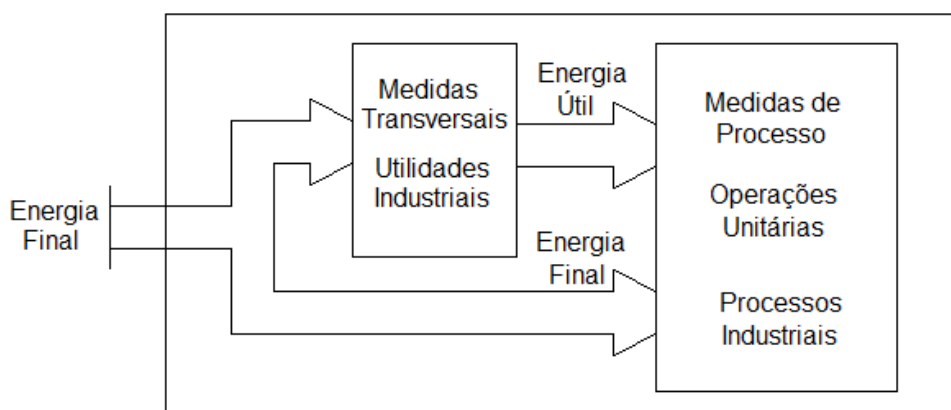 Energia
Final
Medidas
Transversais
Utilidades
Industriais
Energia
Útil
Energia
Final
Medidas de
Processo
Operações
Unitárias
Processos
Industriais